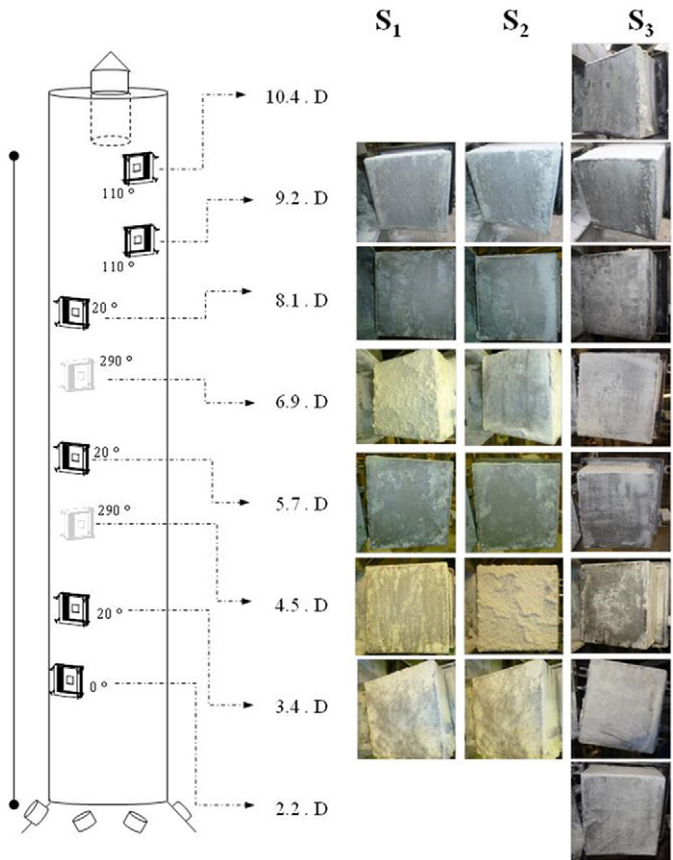 S1 S2 S3
10.4 . D
110 °
9.2 . D
110 °
8.1 . D
20 °
290 °
6.9 . D
20 °
5.7 . D
290 °
4.5 . D
20 °
3.4 . D
0 °
2.2 . D